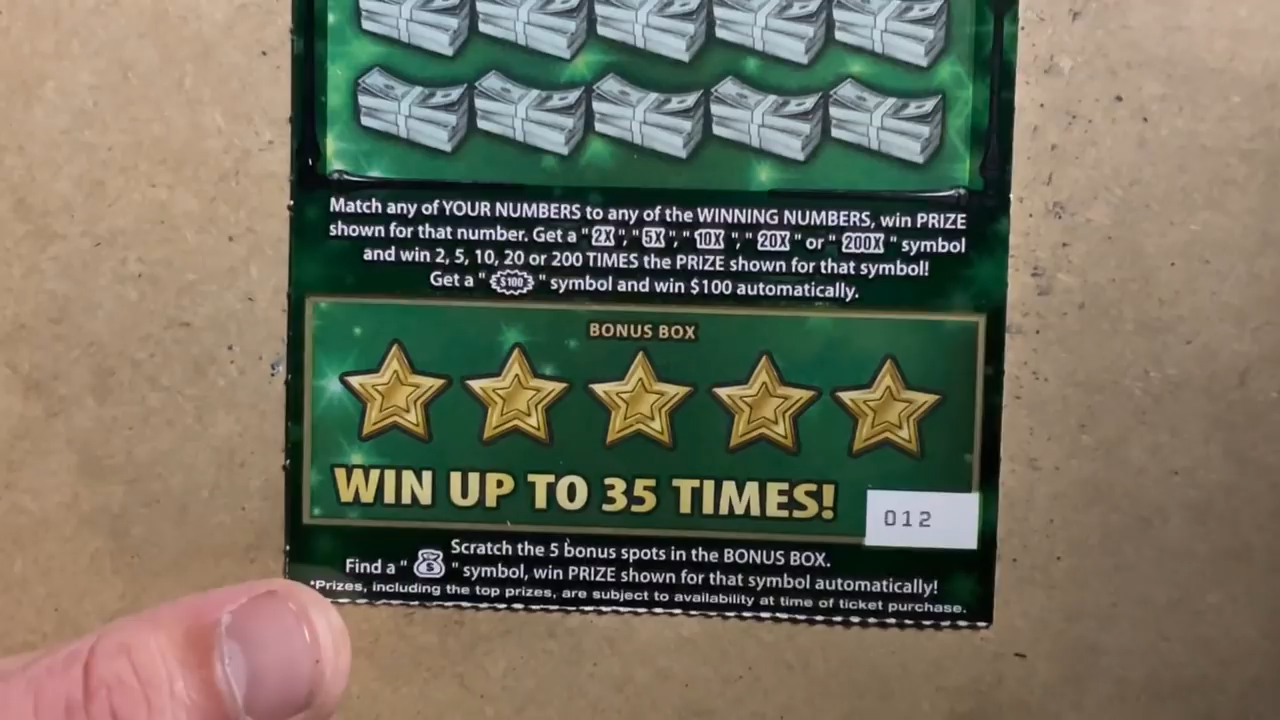 Match any of YOUR NUMBERS to any of the WINNING NUMBERS, win PRIZE
shown for that number. Get a "2X", "5X", "10X", "20X" or "200X" symbol
and win 2, 5, 10, 20 or 200 TIMES the PRIZE shown for that symbol!
Get a "$100" symbol and win $100 automatically.
BONUS BOX
WIN UP TO 35 TIMES!
012
Scratch the 5 bonus spots in the BONUS BOX.
Find a "$" symbol, win PRIZE shown for that symbol automatically!
*Prizes, including the top prizes, are subject to availability at time of ticket purchase.